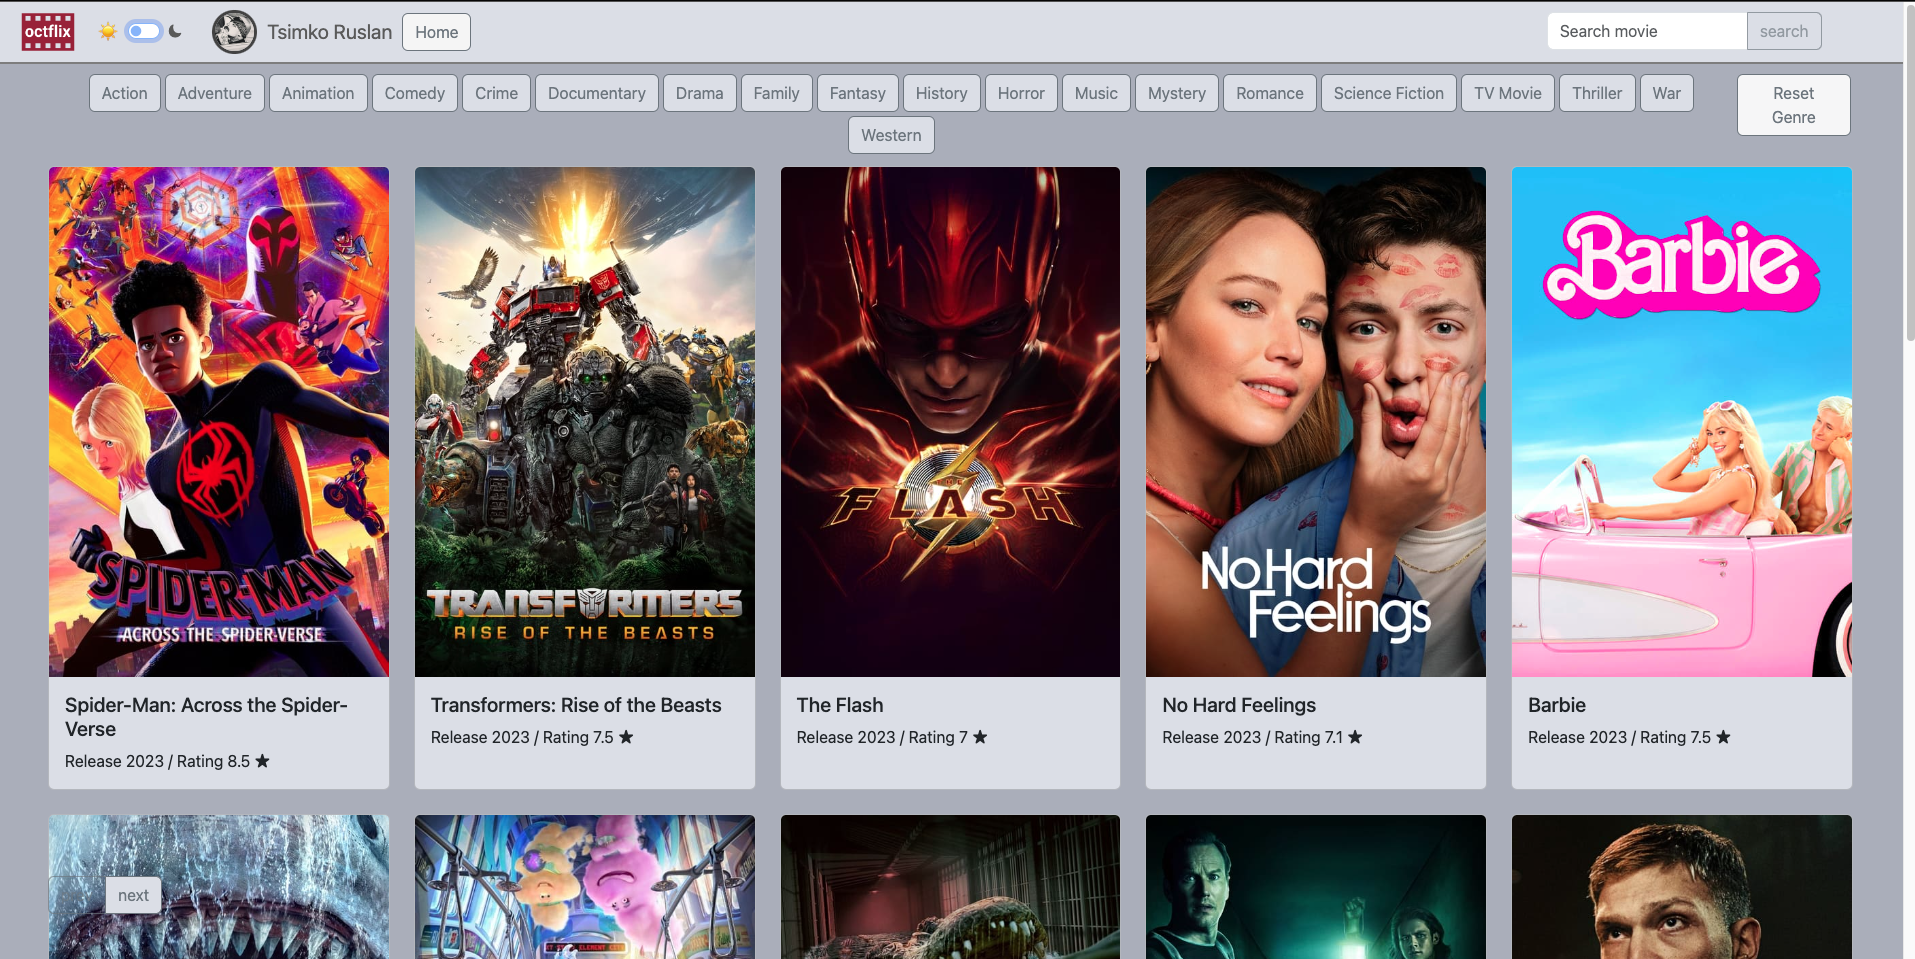 octflix
Tsimko Ruslan
Home
Search movie
search
Action
Adventure
Animation
Comedy
Crime
Documentary
Drama
Family
Fantasy
History
Horror
Music
Mystery
Romance
Science Fiction
TV Movie
Thriller
War
Western
Reset
Genre
SPIDER-MAN
ACROSS THE SPIDER-VERSE
TRANSFORMERS
RISE OF THE BEASTS
THE
FLASH
No Hard
Feelings
Barbie
Spider-Man: Across the Spider-
Verse
Release 2023 / Rating 8.5 ★
Transformers: Rise of the Beasts
Release 2023 / Rating 7.5 ★
The Flash
Release 2023 / Rating 7 ★
No Hard Feelings
Release 2023 / Rating 7.1 ★
Barbie
Release 2023 / Rating 7.5 ★
next